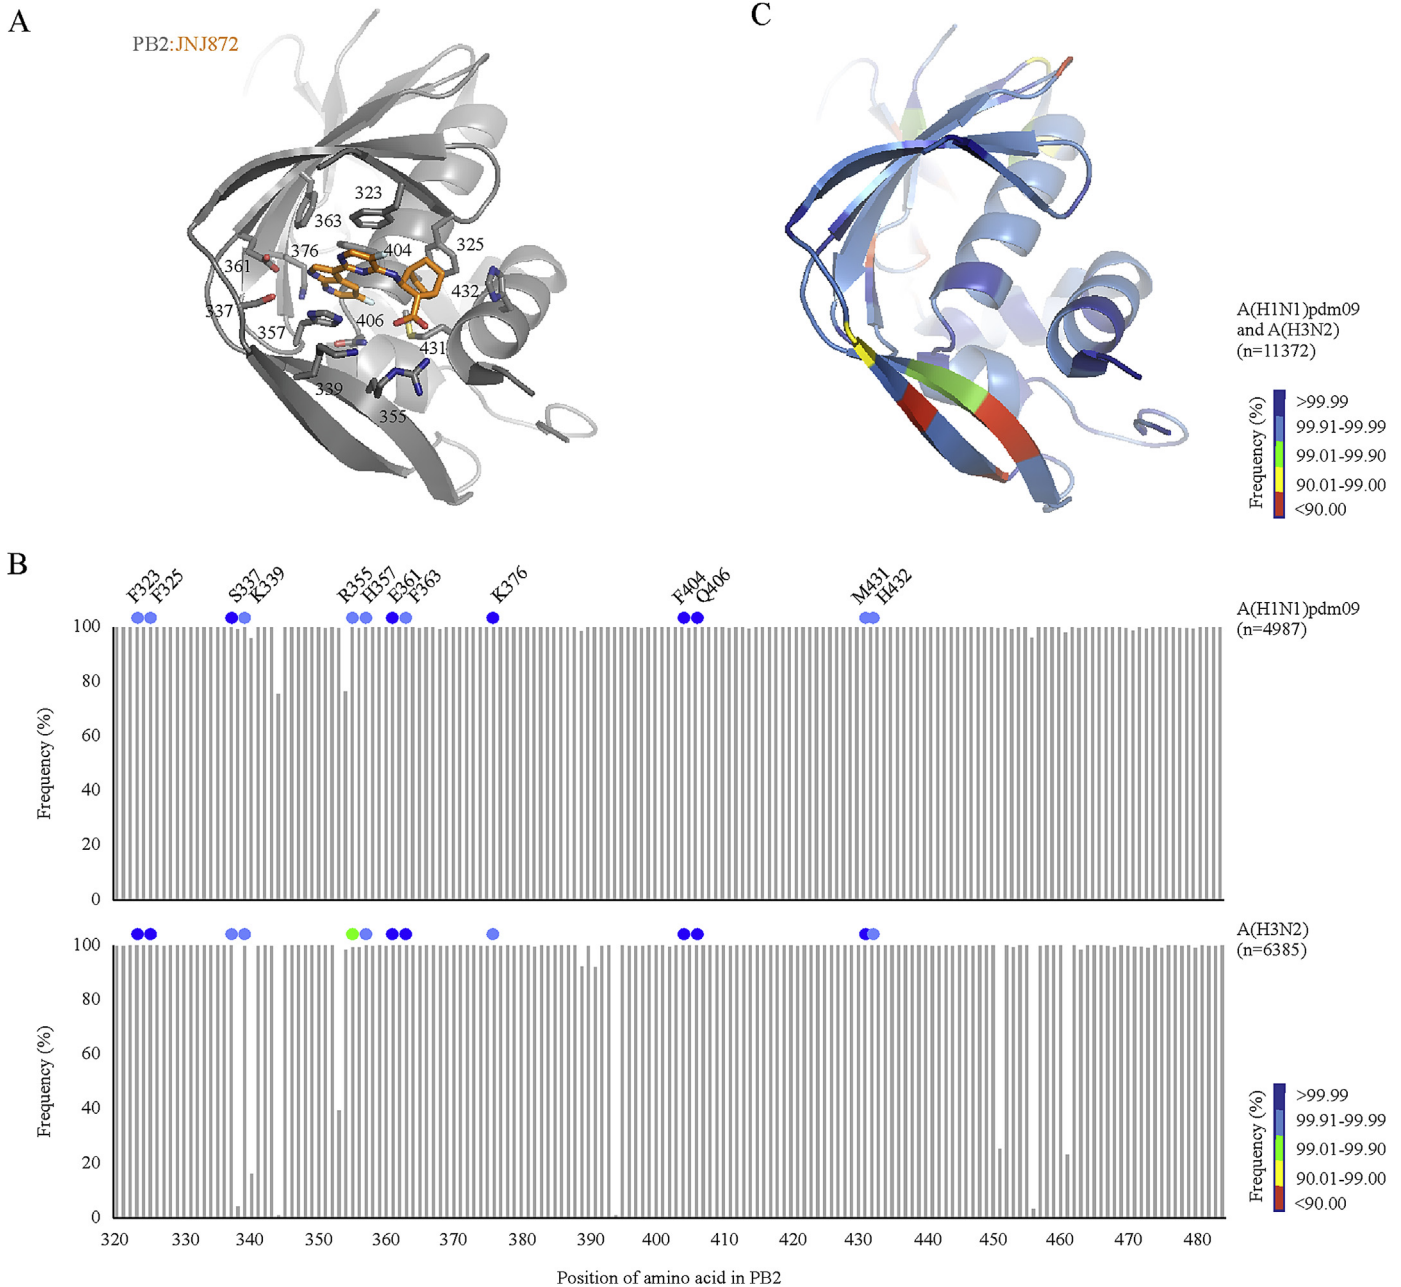 A
PB2:JNJ872
323
363
325
376
404
361
432
337
357
406
431
339
355
C
A(H1N1)pdm09
and A(H3N2)
(n=11372)
Frequency (%)
>99.99
99.91-99.99
99.01-99.90
90.01-99.00
<90.00
B
F323
F325
S337
K339
R355
H357
E361
F363
K376
F404
Q406
M431
H432
A(H1N1)pdm09
(n=4987)
Frequency (%)
100
80
60
40
20
0
A(H3N2)
(n=6385)
Frequency (%)
100
80
60
40
20
0
320 330 340 350 360 370 380 390 400 410 420 430 440 450 460 470 480
Position of amino acid in PB2
Frequency (%)
>99.99
99.91-99.99
99.01-99.90
90.01-99.00
<90.00